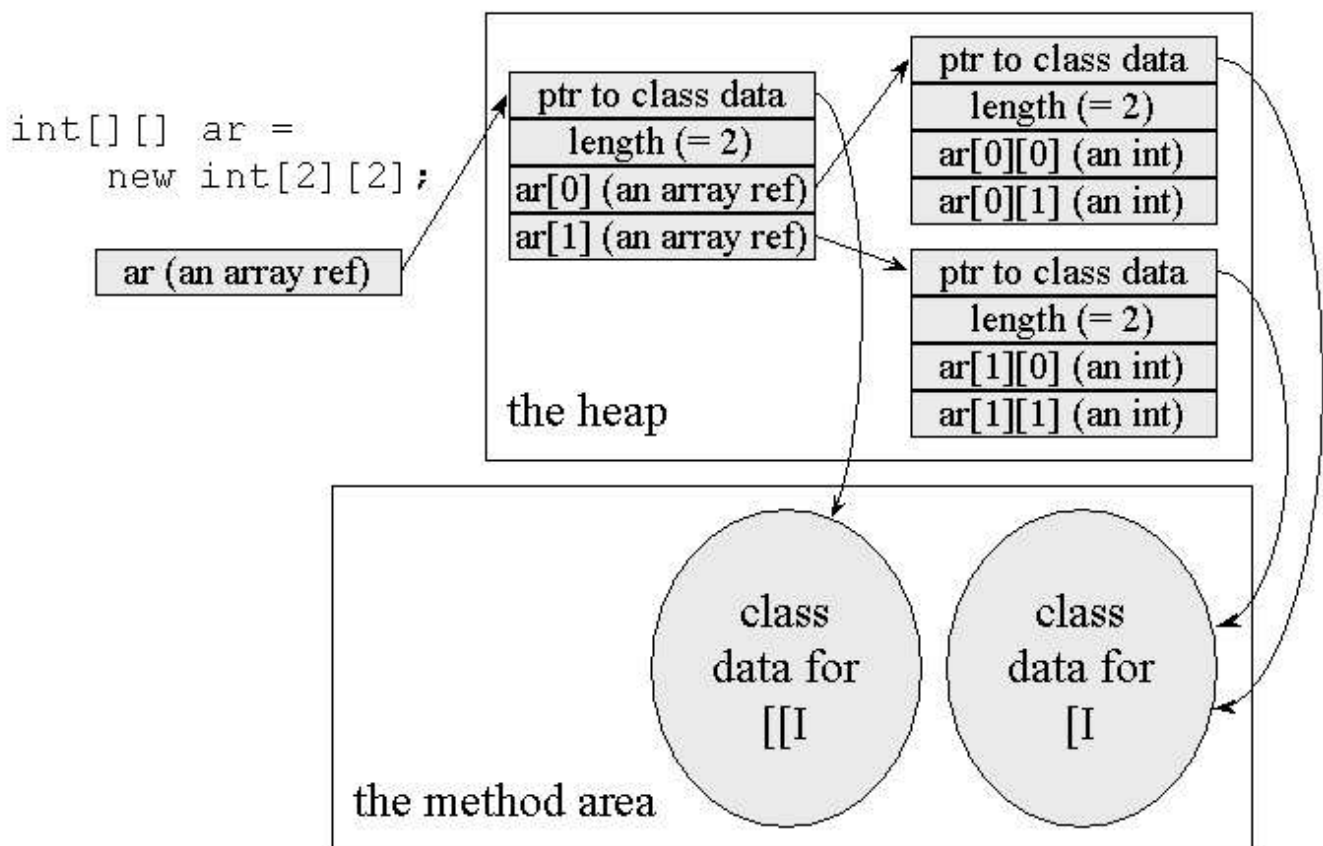 int[][] ar =
new int[2][2];
ar (an array ref)
ptr to class data
length (= 2)
ar[0] (an array ref)
ar[1] (an array ref)
ptr to class data
length (= 2)
ar[0][0] (an int)
ar[0][1] (an int)
ptr to class data
length (= 2)
ar[1][0] (an int)
ar[1][1] (an int)
the heap
class
data for
[[I
class
data for
[I
the method area